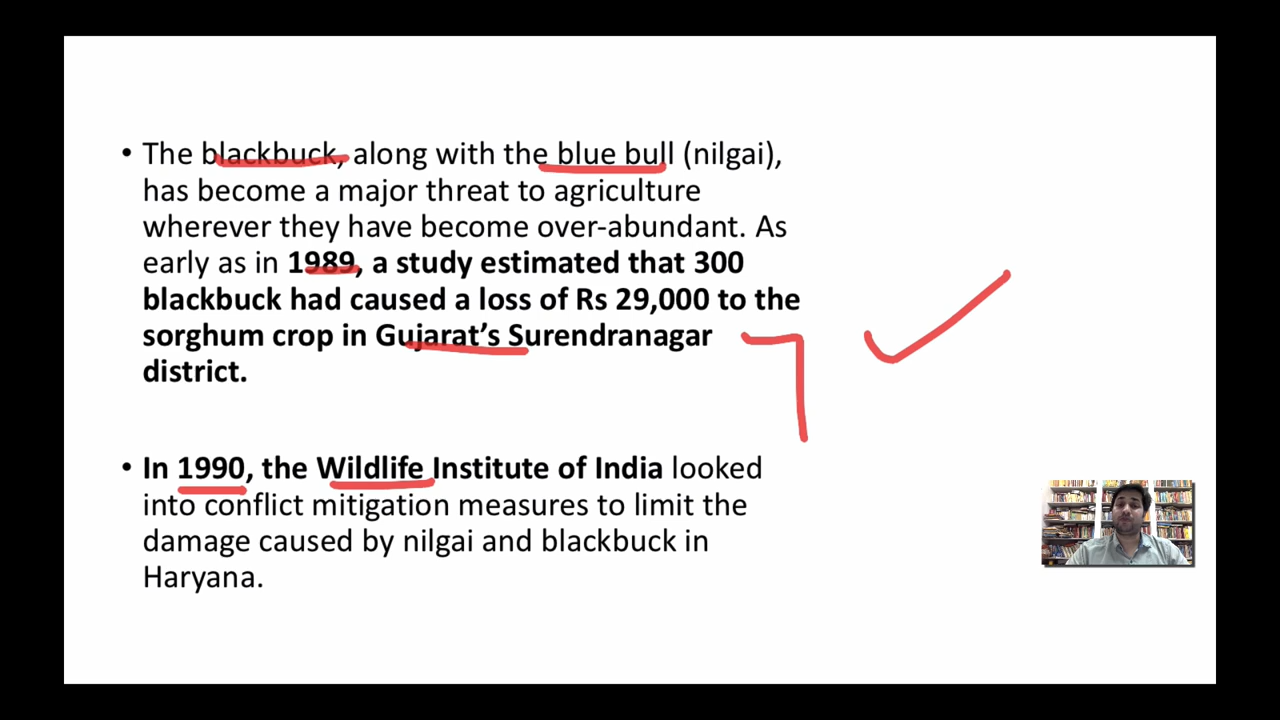 • The blackbuck, along with the blue bull (nilgai),
has become a major threat to agriculture
wherever they have become over-abundant. As
early as in 1989, a study estimated that 300
blackbuck had caused a loss of Rs 29,000 to the
sorghum crop in Gujarat’s Surendranagar
district.
• In 1990, the Wildlife Institute of India looked
into conflict mitigation measures to limit the
damage caused by nilgai and blackbuck in
Haryana.